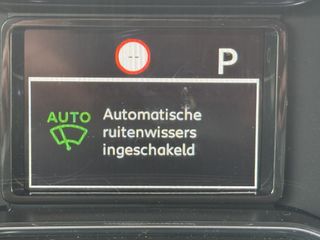 --
P
AUTO
Automatische
ruitenwissers
ingeschakeld